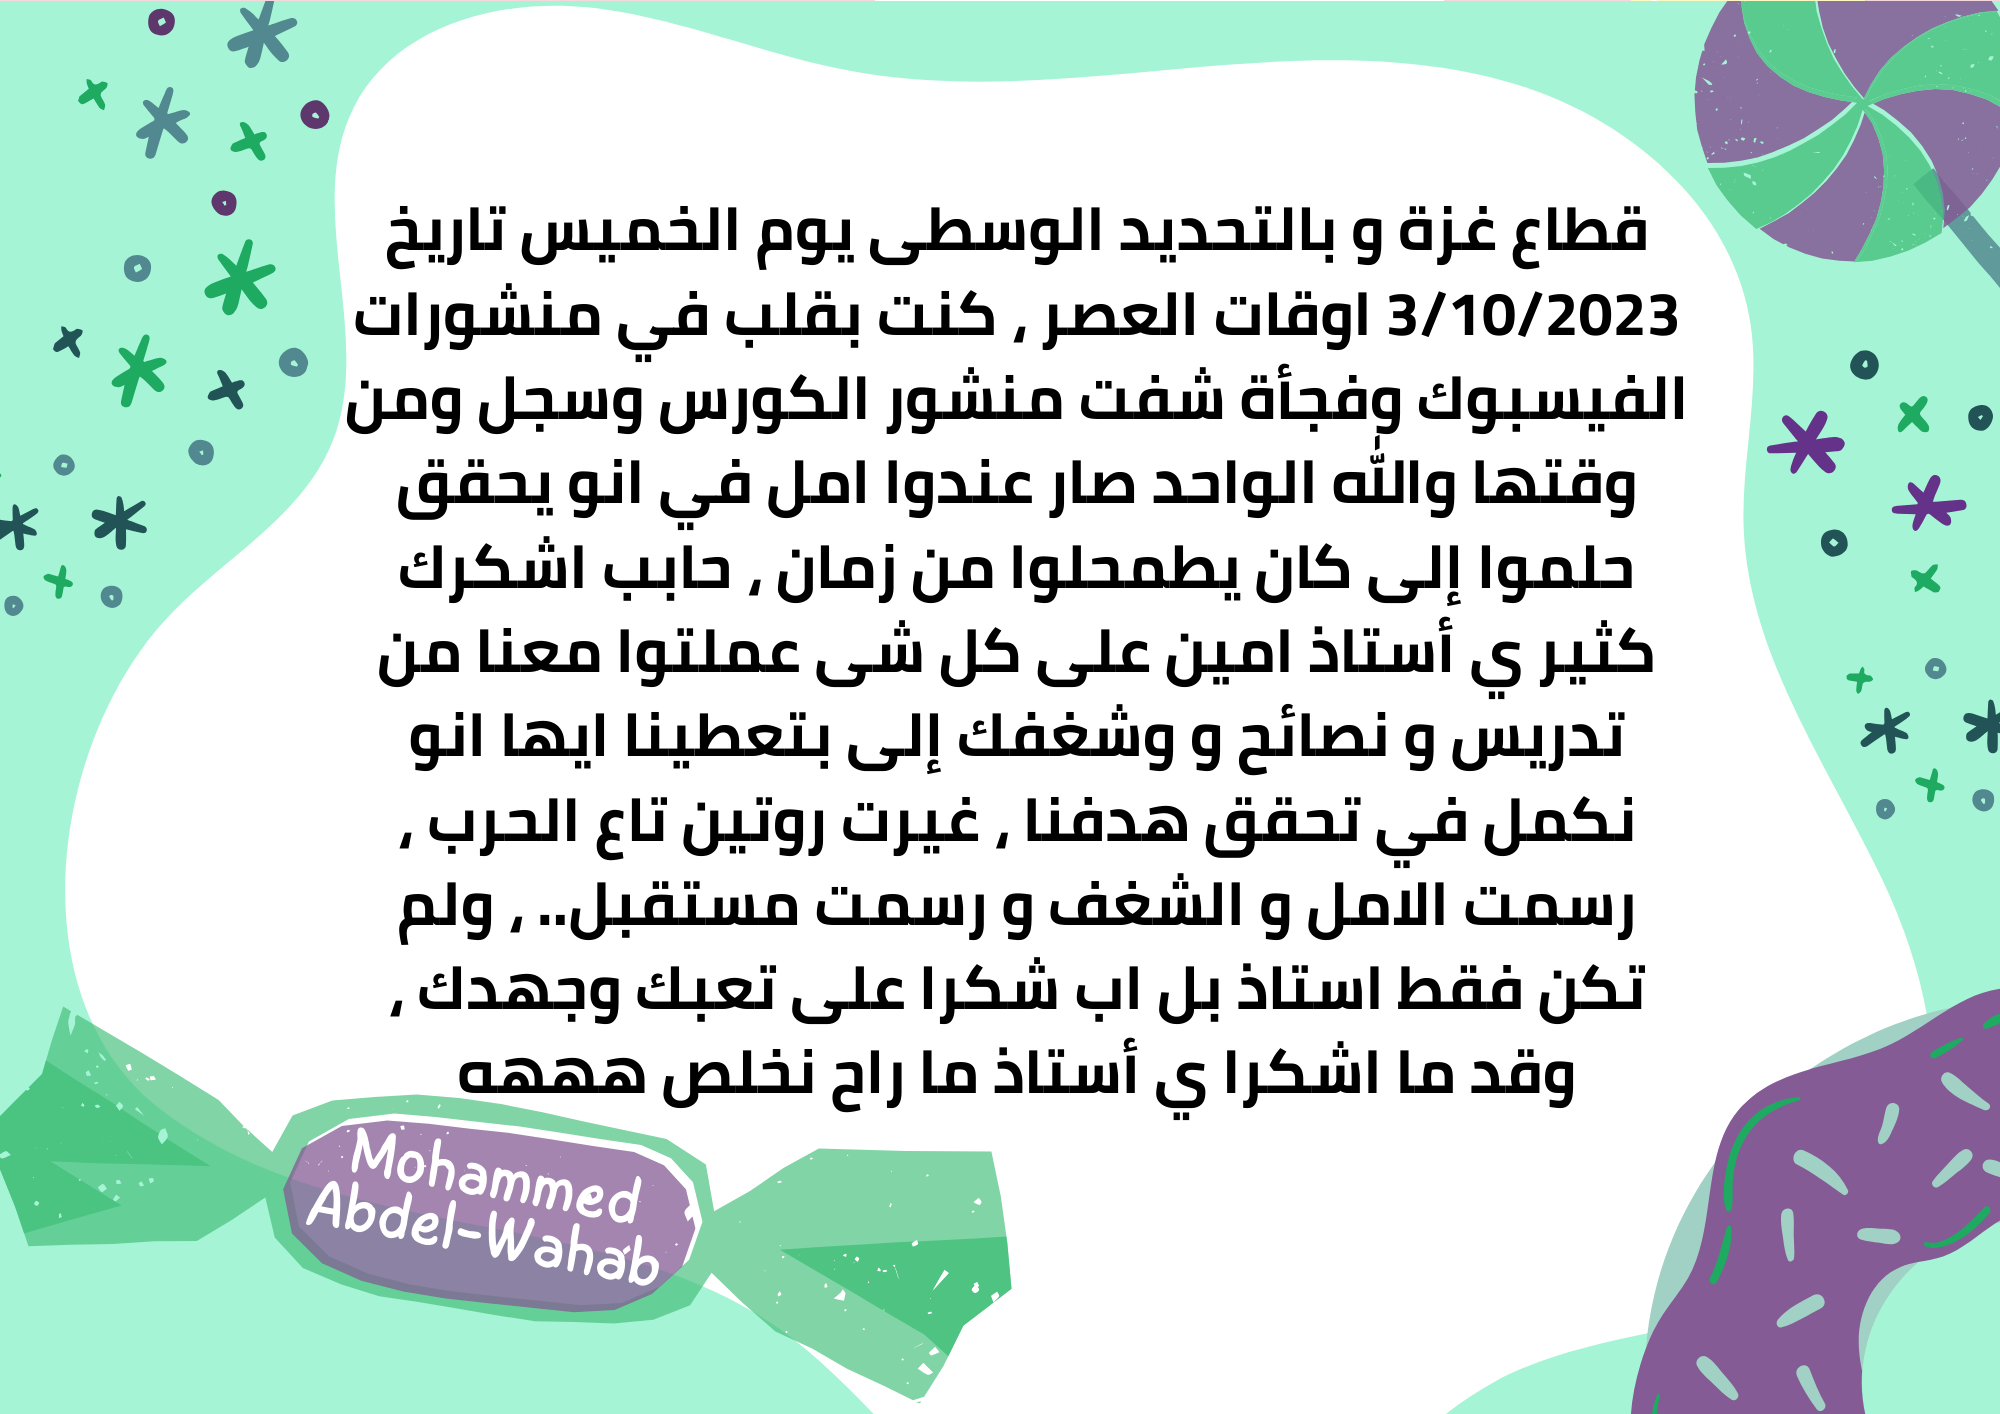 قطاع غزة و بالتحديد الوسطى يوم الخميس تاريخ
3/10/2023 اوقات العصر ، كنت بقلب في منشورات
الفيسبوك وفجأة شفت منشور الكورس وسجل ومن
وقتها والله الواحد صار عندوا امل في انو يحقق
حلموا إلى كان يطمحلوا من زمان ، حابب اشكرك
كثير ي أستاذ امين على كل شى عملتوا معنا من
تدريس و نصائح و وشغفك إلى بتعطينا ايها انو
نكمل في تحقق هدفنا ، غيرت روتين تاع الحرب ،
رسمت الامل و الشغف و رسمت مستقبل.. ، ولم
تكن فقط استاذ بل اب شكرا على تعبك وجهدك ،
وقد ما اشكرا ي أستاذ ما راح نخلص هههه
Mohammed
Abdel-Wahab